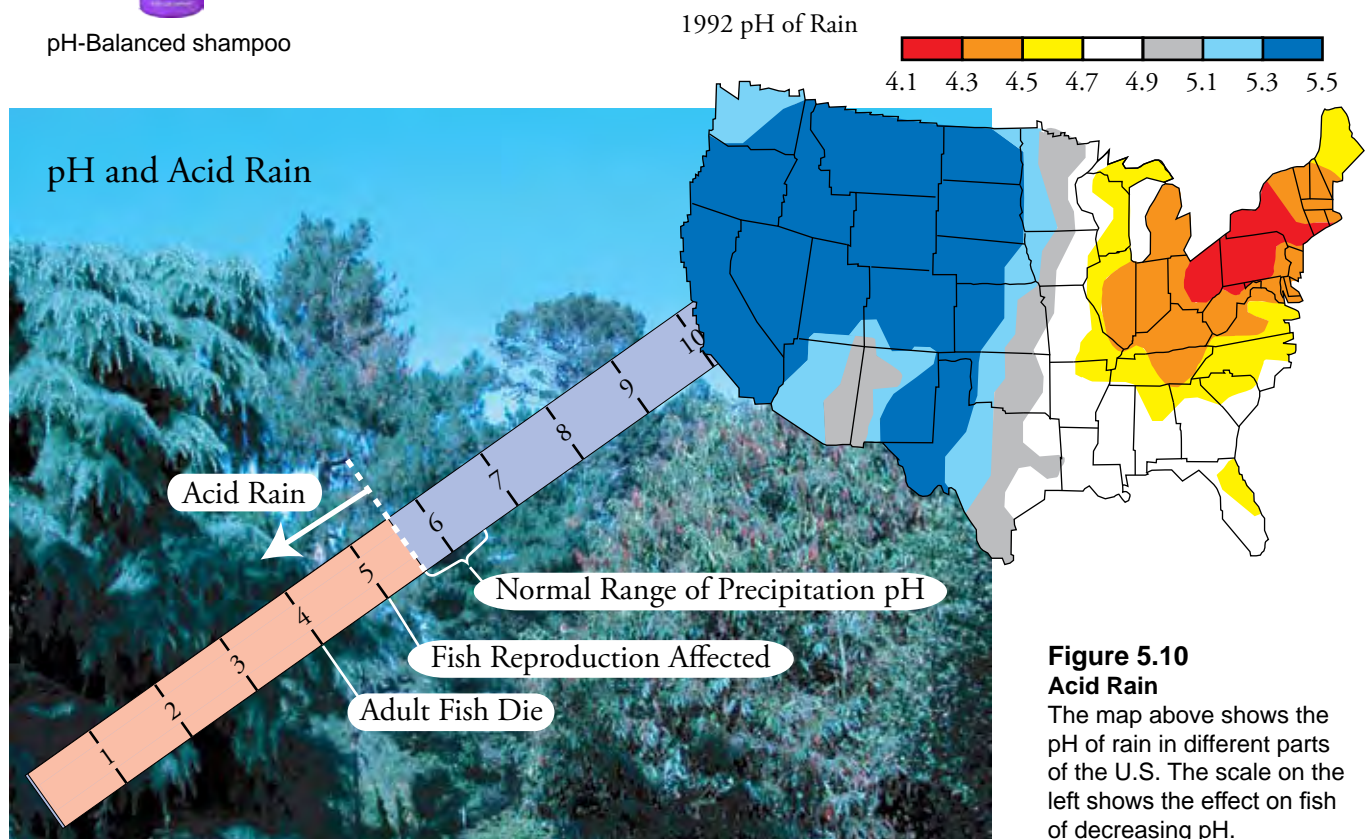 pH-Balanced shampoo
1992 pH of Rain
4.1 4.3 4.5 4.7 4.9 5.1 5.3 5.5
pH and Acid Rain
10
9
8
7
6
5
4
3
2
1
Acid Rain
Normal Range of Precipitation pH
Fish Reproduction Affected
Adult Fish Die
Figure 5.10
Acid Rain
The map above shows the
pH of rain in different parts
of the U.S. The scale on the
left shows the effect on fish
of decreasing pH.